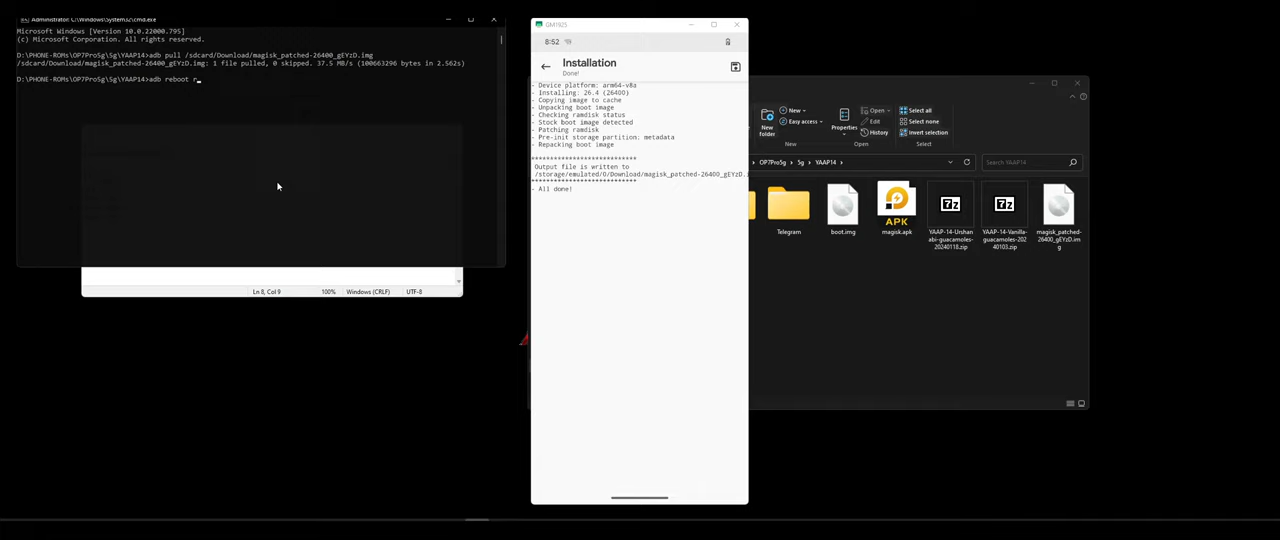 Administrator: C:\Windows\System32\cmd.exe
Microsoft Windows [Version 10.0.22000.795]
(c) Microsoft Corporation. All rights reserved.
D:\PHONE-ROMs\OP7Pro5g\5g\YAAP14>adb pull /sdcard/Download/magisk_patched-26400_gEYzD.img
/sdcard/Download/magisk_patched-26400_gEYzD.img: 1 file pulled, 0 skipped. 37.5 MB/s (100663296 bytes in 2.562s)
D:\PHONE-ROMs\OP7Pro5g\5g\YAAP14>adb reboot r_
Ln 8, Col 9
100%
Windows (CRLF)
UTF-8
GM1925
8:52
Installation
Done!
- Device platform: arm64-v8a
- Installing: 26.4 (26400)
- Copying image to cache
- Unpacking boot image
- Checking ramdisk status
- Stock boot image detected
- Patching ramdisk
- Pre-init storage partition: metadata
- Repacking boot image
****************************
Output file is written to
/storage/emulated/0/Download/magisk_patched-26400_gEYzD.i
****************************
- All done!
New folder
New
Easy access
New
Properties
Open
Edit
History
Open
Select all
Select none
Invert selection
Select
OP7Pro5g > 5g > YAAP14 >
Search YAAP14
Telegram
boot.img
APK
magisk.apk
7z
YAAP-14-Urshan
abi-guacamoles-
20240118.zip
7z
YAAP-14-Vanilla-
guacamoles-202
40103.zip
magisk_patched-
26400_gEYzD.im
g